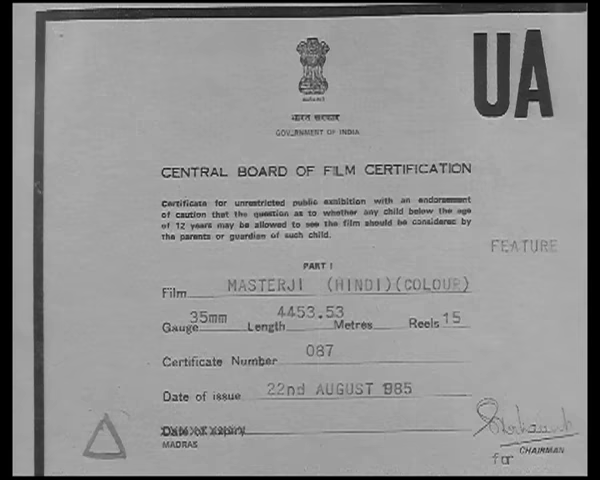 UA
भारत सरकार
GOVERNMENT OF INDIA
CENTRAL BOARD OF FILM CERTIFICATION
Certificate for unrestricted public exhibition with an endorsement
of caution that the question as to whether any child below the age
of 12 years may be allowed to see the film should be considered by
the parents or guardian of such child.
FEATURE
PART I
Film MASTERJI (HINDI)(COLOUR)
Gauge 35mm Length 4453.53 Metres Reels 15
Certificate Number 087
Date of issue 22nd AUGUST 1985
Date of expiry
MADRAS
for CHAIRMAN